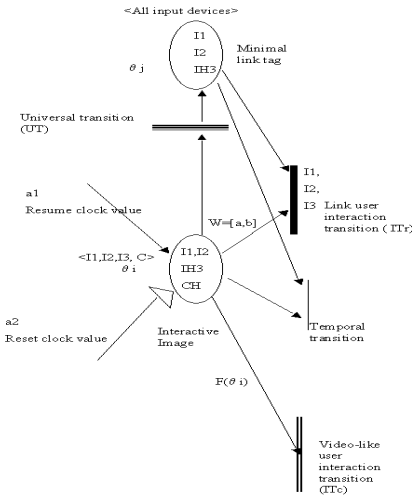 <All input devices>
I1
I2
IH3
ϑ j
Minimal
link tag
Universal transition
(UT)
I1,
I2,
I3
Link user
interaction
transition ( ITr)
a1
Resume clock value
W=[a,b]
<I1,I2,I3, C>
ϑ i
I1,I2
IH3
CH
a2
Reset clock value
Interactive
Image
Temporal
transition
F(ϑ i)
Video-like
user
interaction
transition
(ITc)